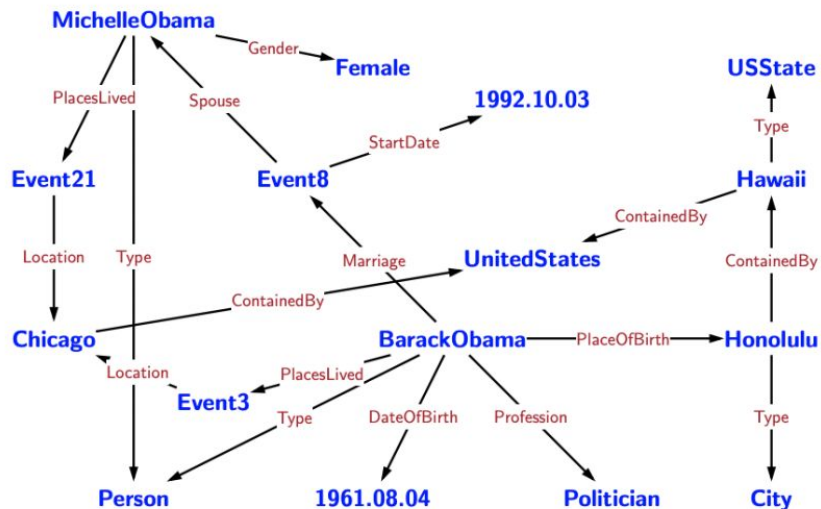 MichelleObama
Gender
Female
USState
PlacesLived
Spouse
1992.10.03
Type
StartDate
Event21
Event8
Hawaii
ContainedBy
Location
Type
Marriage
UnitedStates
ContainedBy
ContainedBy
Chicago
BarackObama
PlaceOfBirth
Honolulu
Location
PlacesLived
Event3
Type
DateOfBirth
Profession
Type
Person
1961.08.04
Politician
City